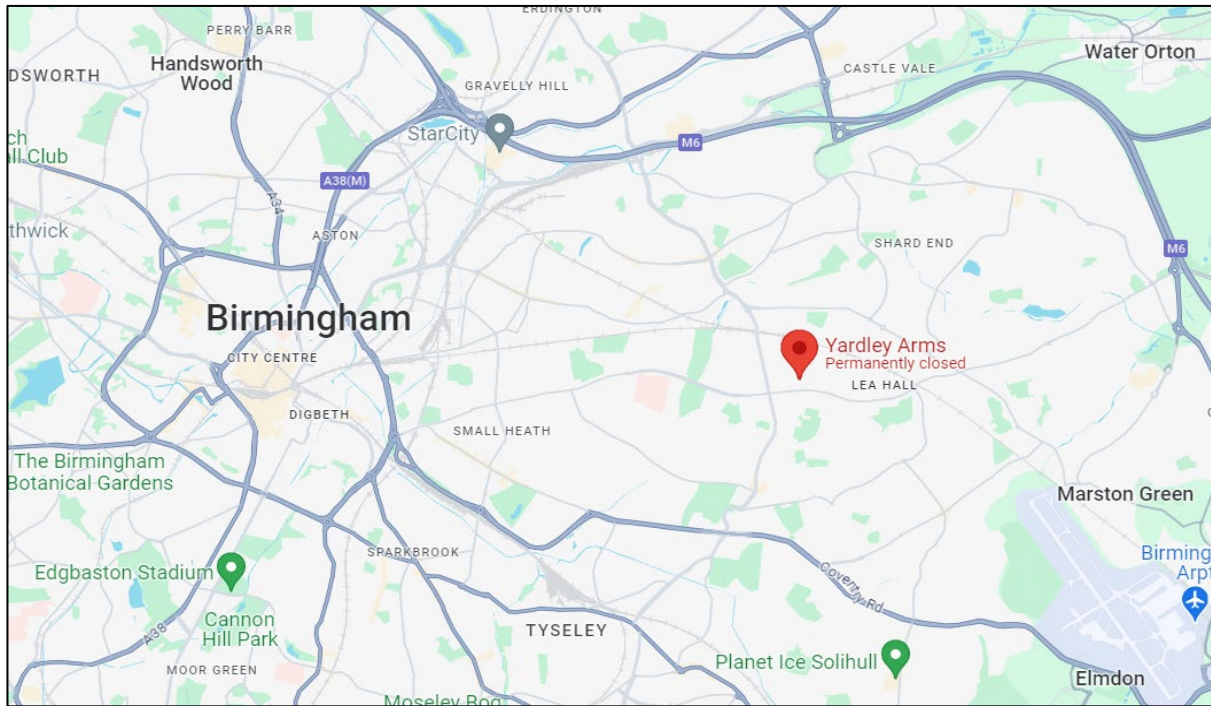 ERDINGTON
PERRY BARR
Handsworth
Wood
DSWORTH
Water Orton
CASTLE VALE
GRAVELLY HILL
StarCity
ch
all Club
M6
A38(M)
A34
thwick
ASTON
SHARD END
M6
Birmingham
CITY CENTRE
Yardley Arms
Permanently closed
LEA HALL
DIGBETH
SMALL HEATH
The Birmingham
Botanical Gardens
Marston Green
SPARKBROOK
Birming
Arpt
Edgbaston Stadium
Coventry Rd
Cannon
Hill Park
TYSELEY
A38
MOOR GREEN
Planet Ice Solihull
Elmdon
Moseley Bog